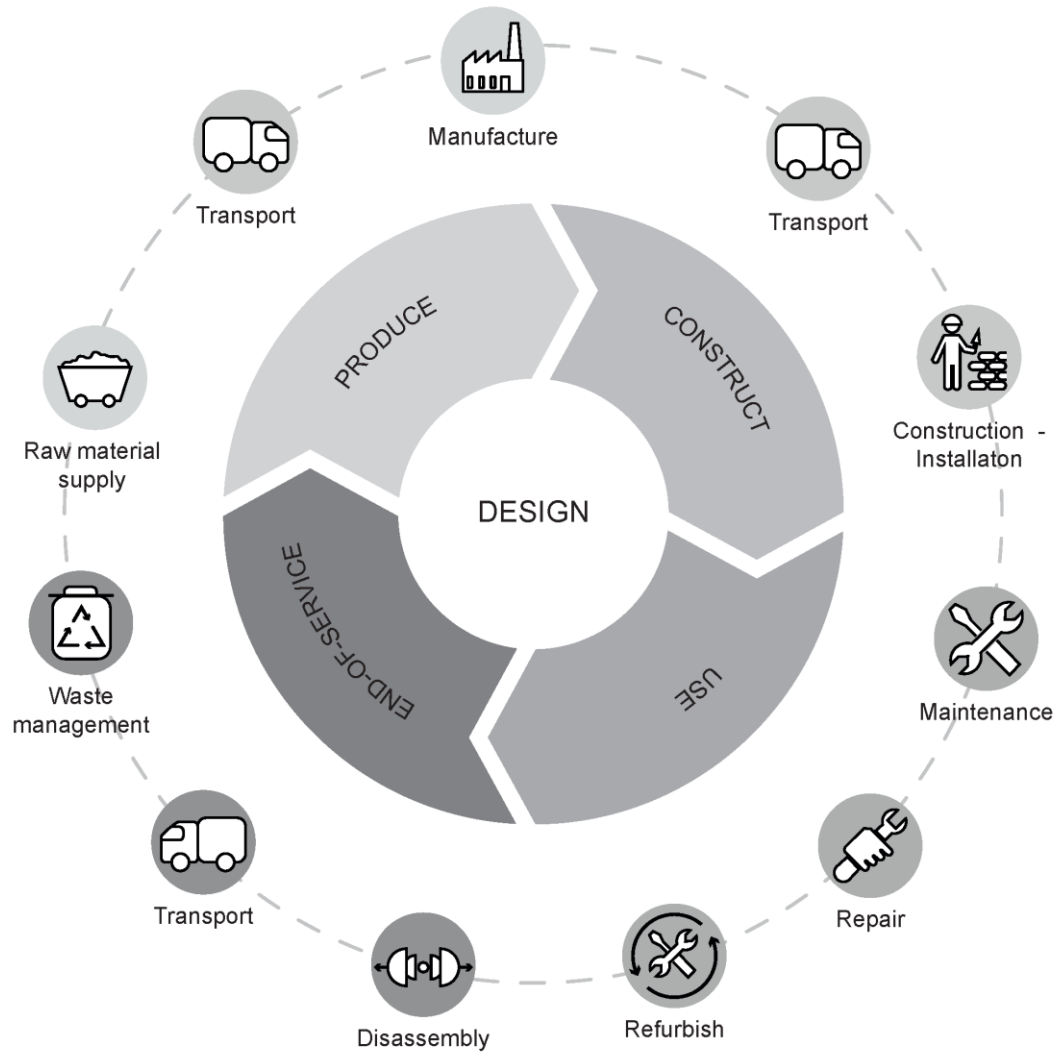 Manufacture
Transport
Transport
PRODUCE
CONSTRUCT
Raw material
supply
Construction -
Installaton
DESIGN
END-OF-SERVICE
USE
Waste
management
Maintenance
Transport
Repair
Disassembly
Refurbish